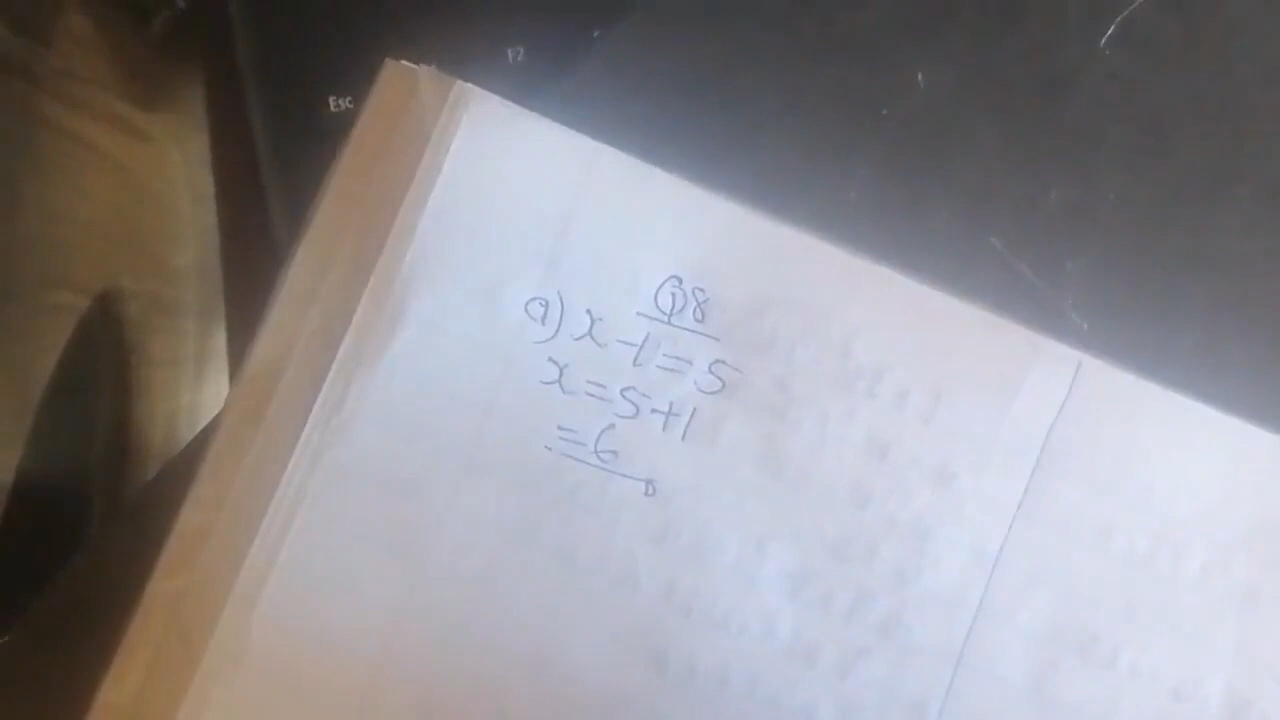 Esc
F2
Q8
a) x - 1 = 5
x = 5 + 1
= 6